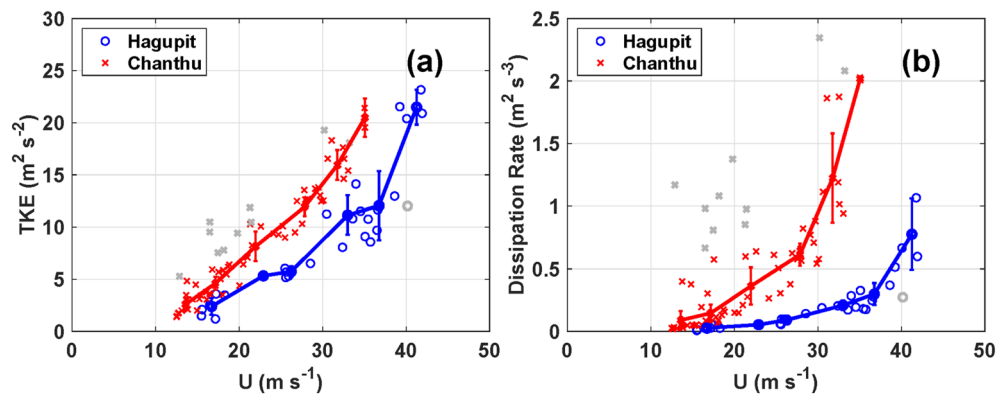 30
25
20
15
10
5
0
TKE (m² s⁻²)
Hagupit
Chanthu
(a)
0 10 20 30 40 50
U (m s⁻¹)
2.5
2
1.5
1
0.5
0
Dissipation Rate (m² s⁻³)
Hagupit
Chanthu
(b)
0 10 20 30 40 50
U (m s⁻¹)